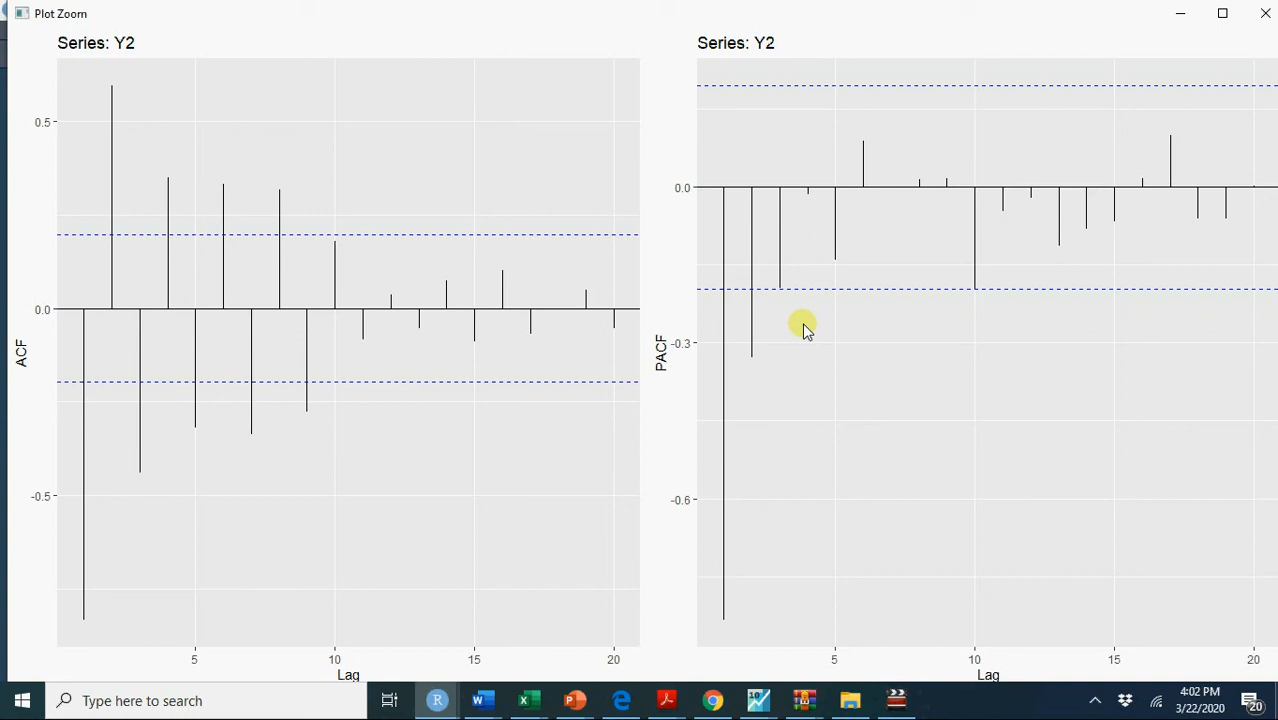 Plot Zoom
Series: Y2
0.5
0.0
-0.5
ACF
5
10
15
20
Lag
Series: Y2
0.0
-0.3
-0.6
PACF
5
10
15
20
Lag
Type here to search
4:02 PM
3/22/2020
20